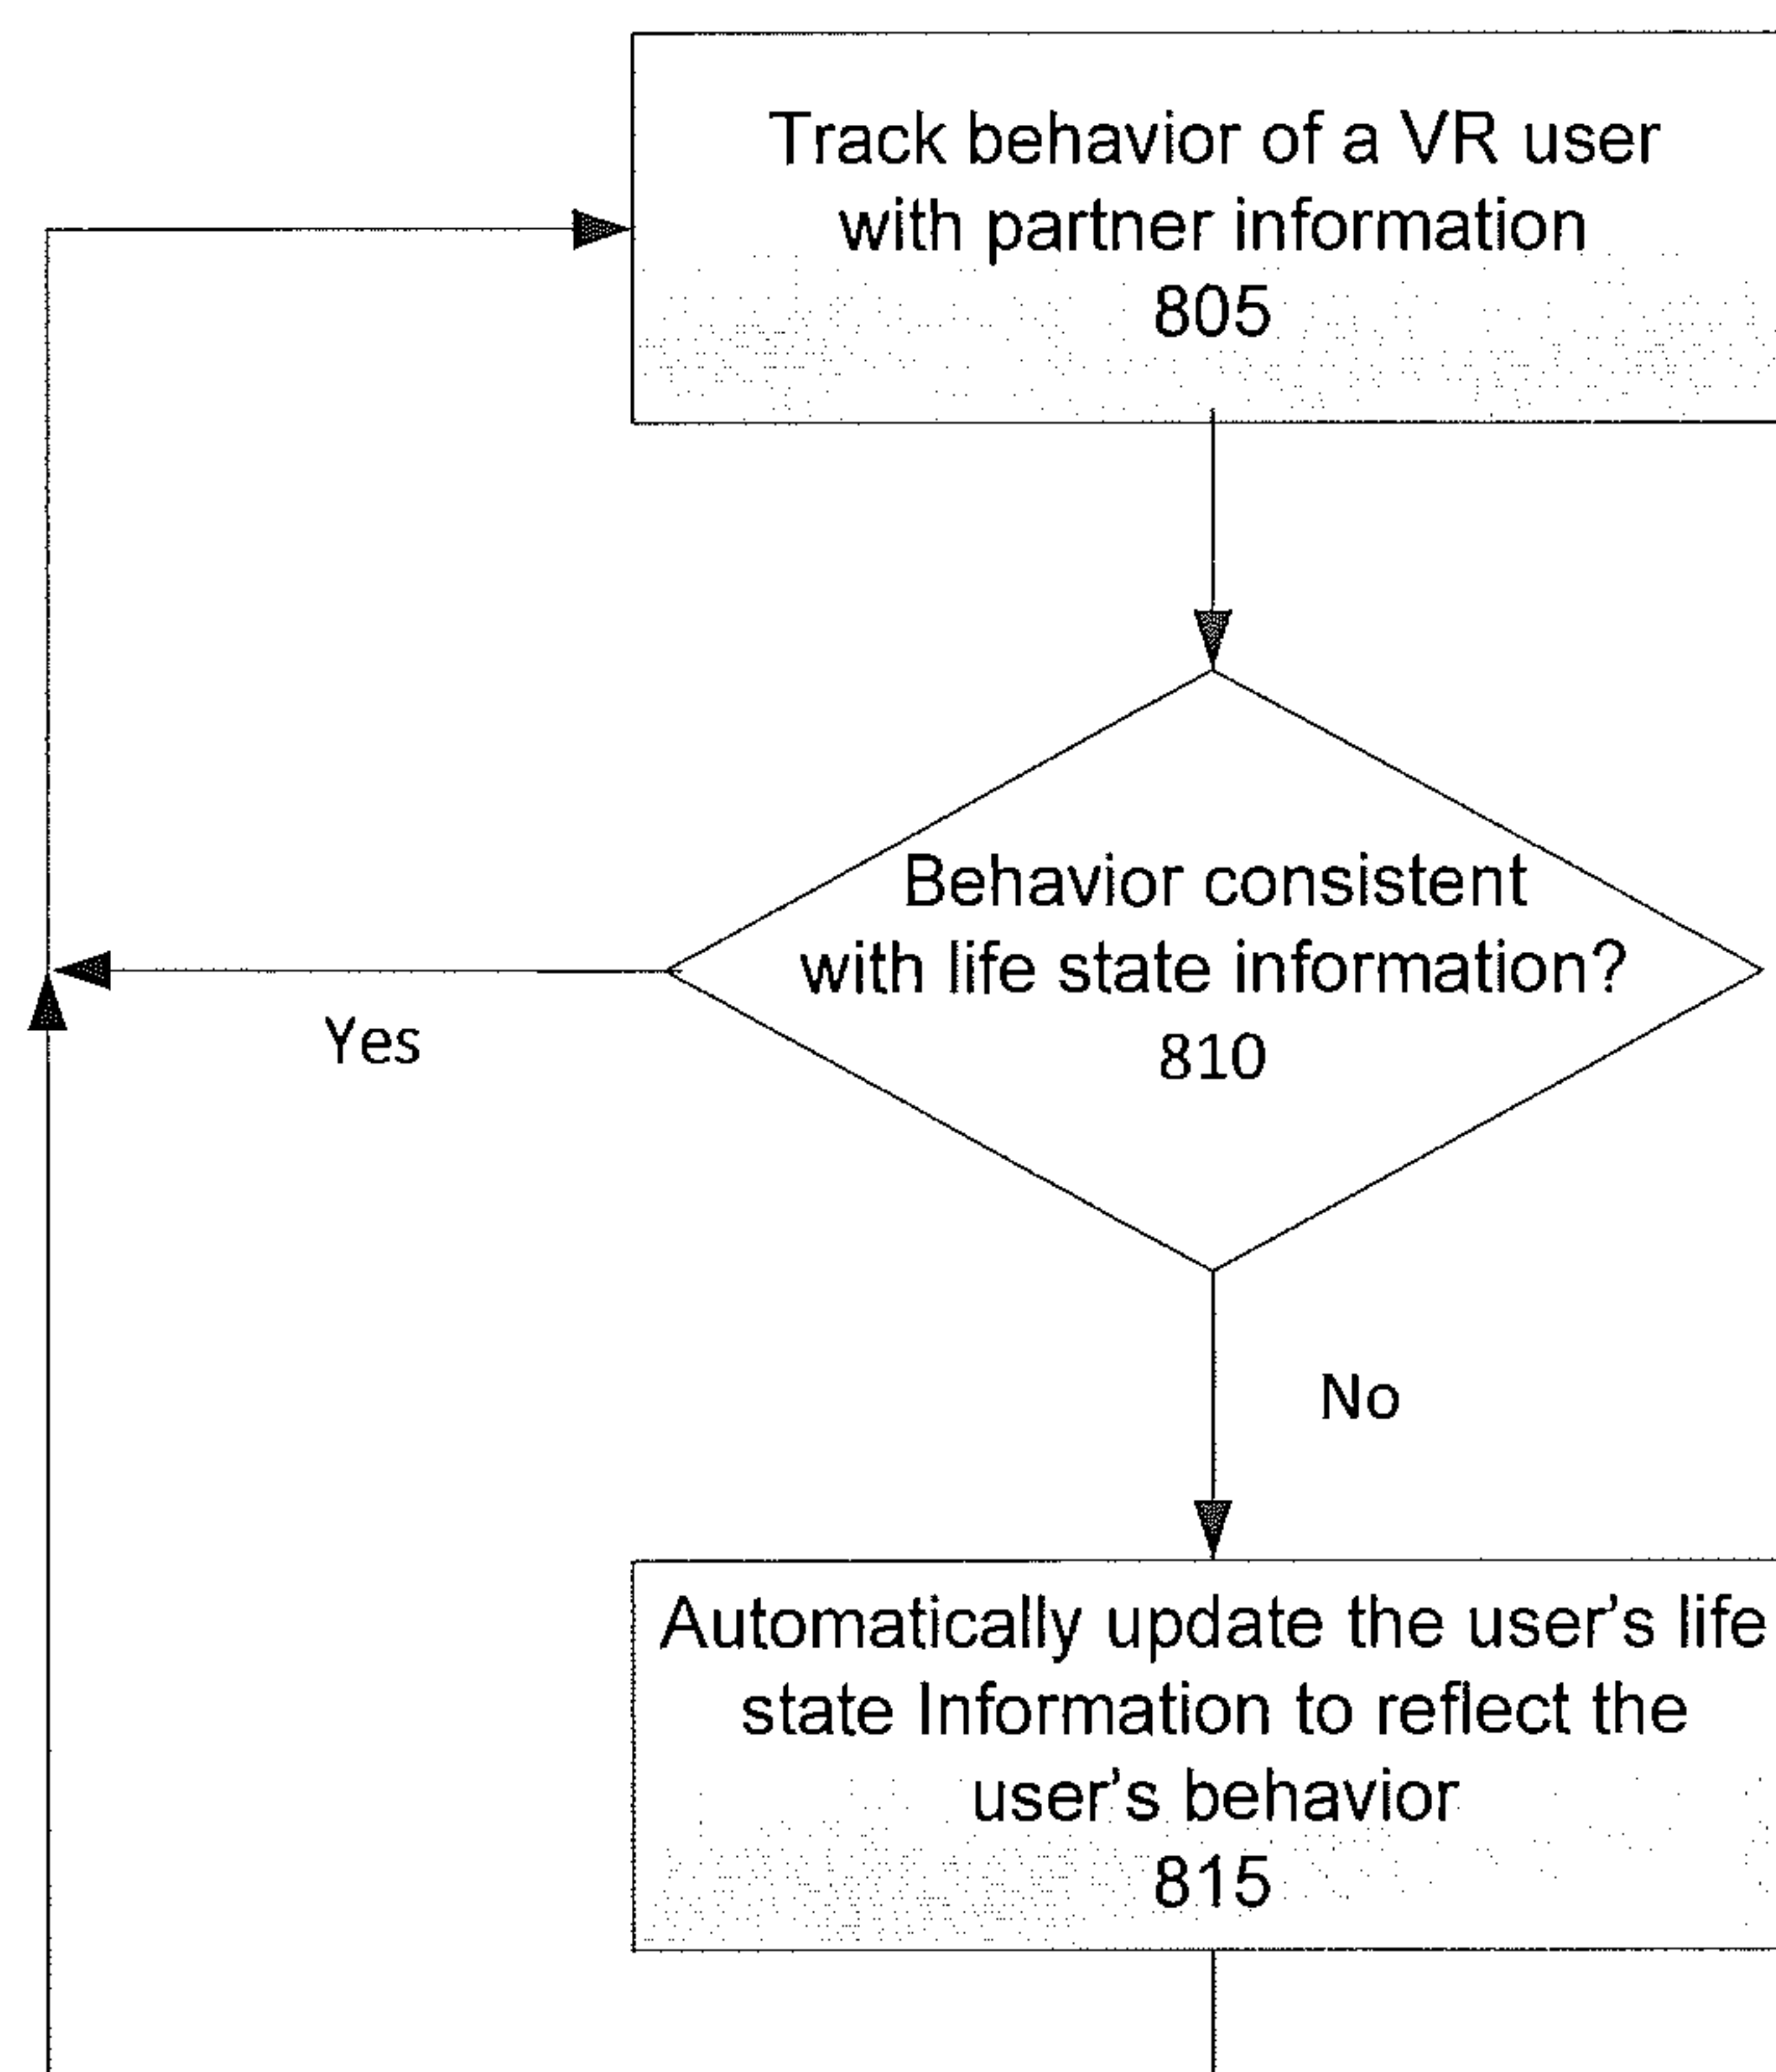 Track behavior of a VR user
with partner information
805
Behavior consistent
with life state information?
810
Yes
No
Automatically update the user's life
state Information to reflect the
user's behavior
815